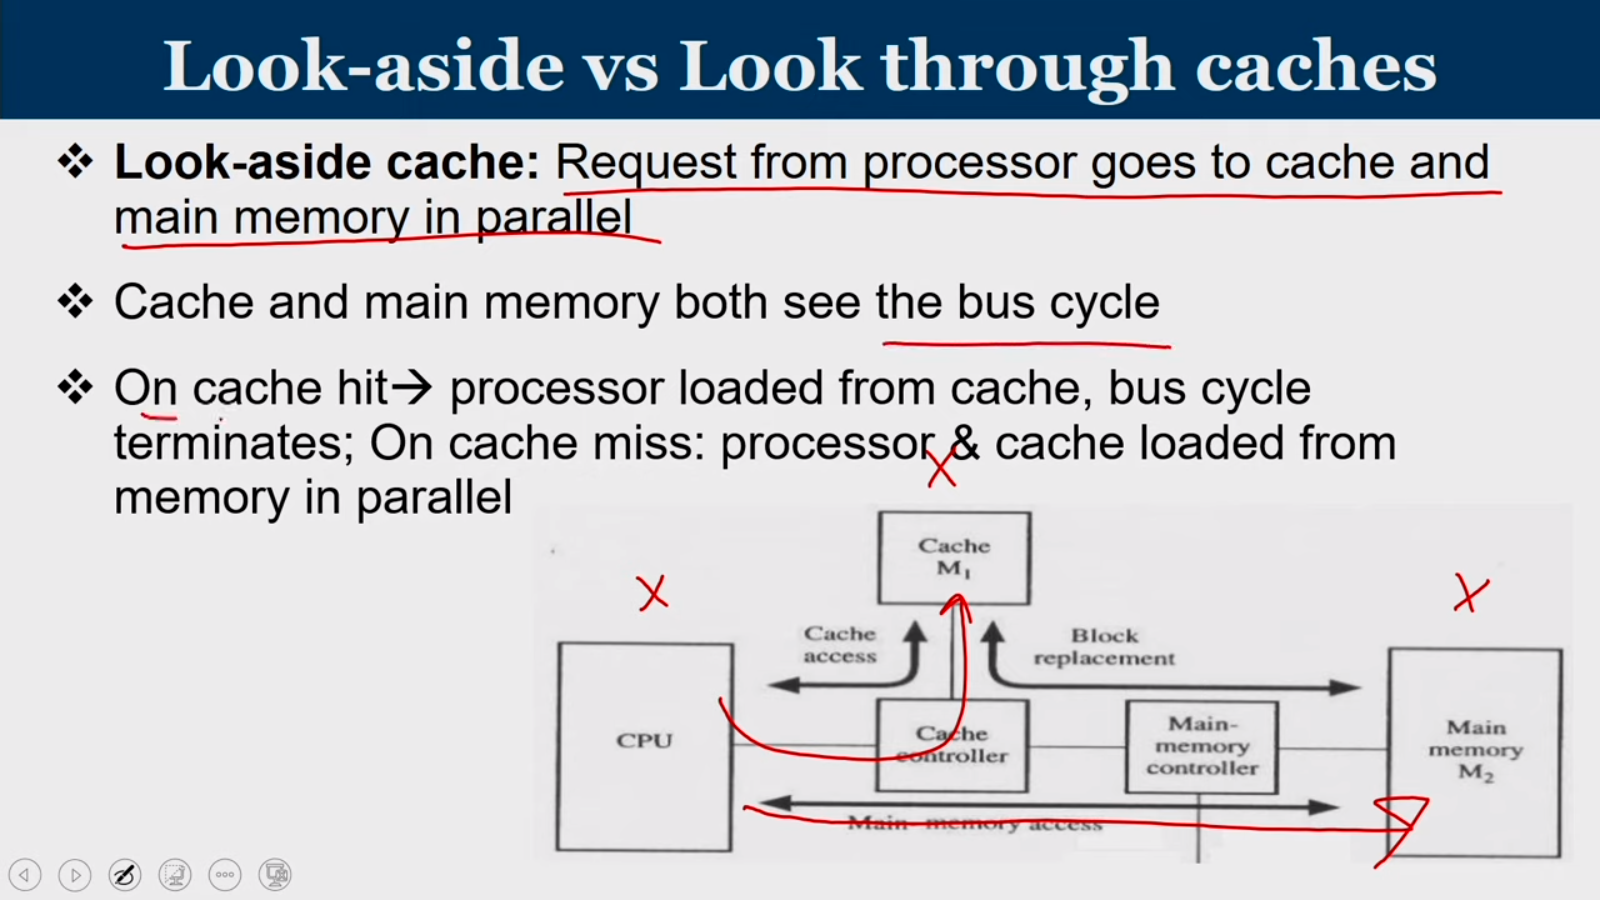 Look-aside vs Look through caches
❖ Look-aside cache: Request from processor goes to cache and
main memory in parallel
❖ Cache and main memory both see the bus cycle
❖ On cache hit→ processor loaded from cache, bus cycle
terminates; On cache miss: processor & cache loaded from
memory in parallel
X
Cache
M1
X
X
Cache
access
Block
replacement
CPU
Cache
controller
Main-
memory
controller
Main
memory
M2
Main-memory access